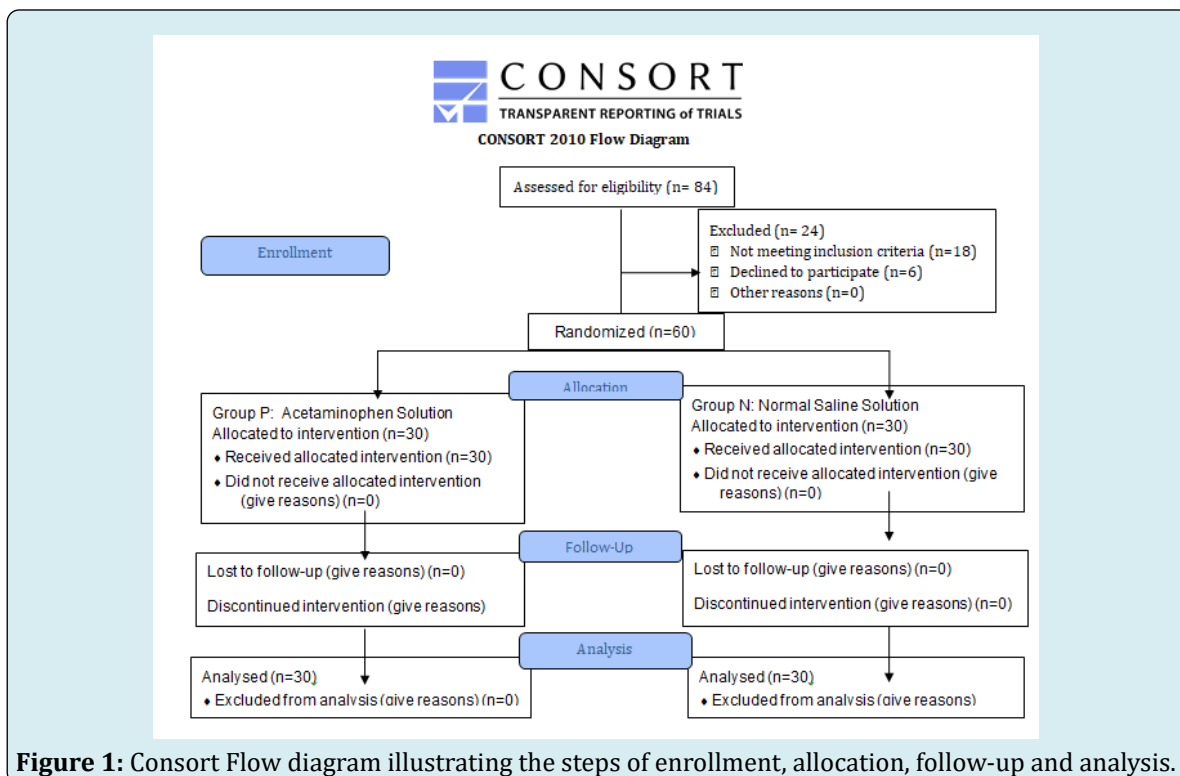 CONSORT
TRANSPARENT REPORTING of TRIALS
CONSORT 2010 Flow Diagram
Assessed for eligibility (n= 84)
Excluded (n= 24)
Not meeting inclusion criteria (n=18)
Declined to participate (n=6)
Other reasons (n=0)
Enrollment
Randomized (n=60)
Allocation
Group P: Acetaminophen Solution
Allocated to intervention (n=30)
♦ Received allocated intervention (n=30)
♦ Did not receive allocated intervention
(give reasons) (n=0)
Group N: Normal Saline Solution
Allocated to intervention (n=30)
♦ Received allocated intervention (n=30)
♦ Did not receive allocated intervention (give
reasons) (n=0)
Follow-Up
Lost to follow-up (give reasons) (n=0)
Discontinued intervention (give reasons)
Lost to follow-up (give reasons) (n=0)
Discontinued intervention (give reasons) (n=0)
Analysis
Analysed (n=30)
♦ Excluded from analysis (give reasons) (n=0)
Analysed (n=30)
♦ Excluded from analysis (give reasons)
Figure 1: Consort Flow diagram illustrating the steps of enrollment, allocation, follow-up and analysis.